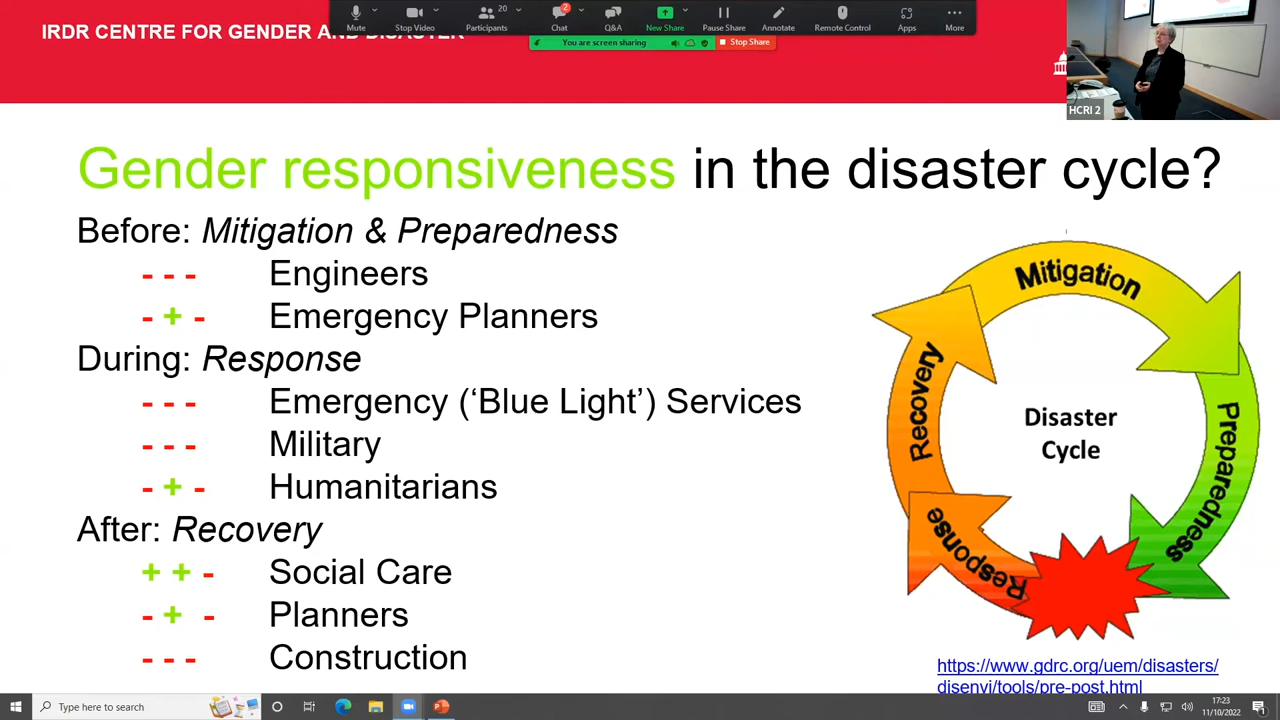 Mute
Stop Video
20
Participants
2
Chat
Q&A
New Share
Pause Share
Annotate
Remote Control
Apps
More
You are screen sharing
Stop Share
IRDR CENTRE FOR GENDER AND DISASTER
HCRI 2
Gender responsiveness in the disaster cycle?
Before: Mitigation & Preparedness
- - - Engineers
- + - Emergency Planners
During: Response
- - - Emergency (‘Blue Light’) Services
- - - Military
- + - Humanitarians
After: Recovery
+ + - Social Care
- + - Planners
- - - Construction
Mitigation
Preparedness
Response
Recovery
Disaster
Cycle
https://www.gdrc.org/uem/disasters/
disenvi/tools/pre-post.html
Type here to search
17:23
11/10/2022
1